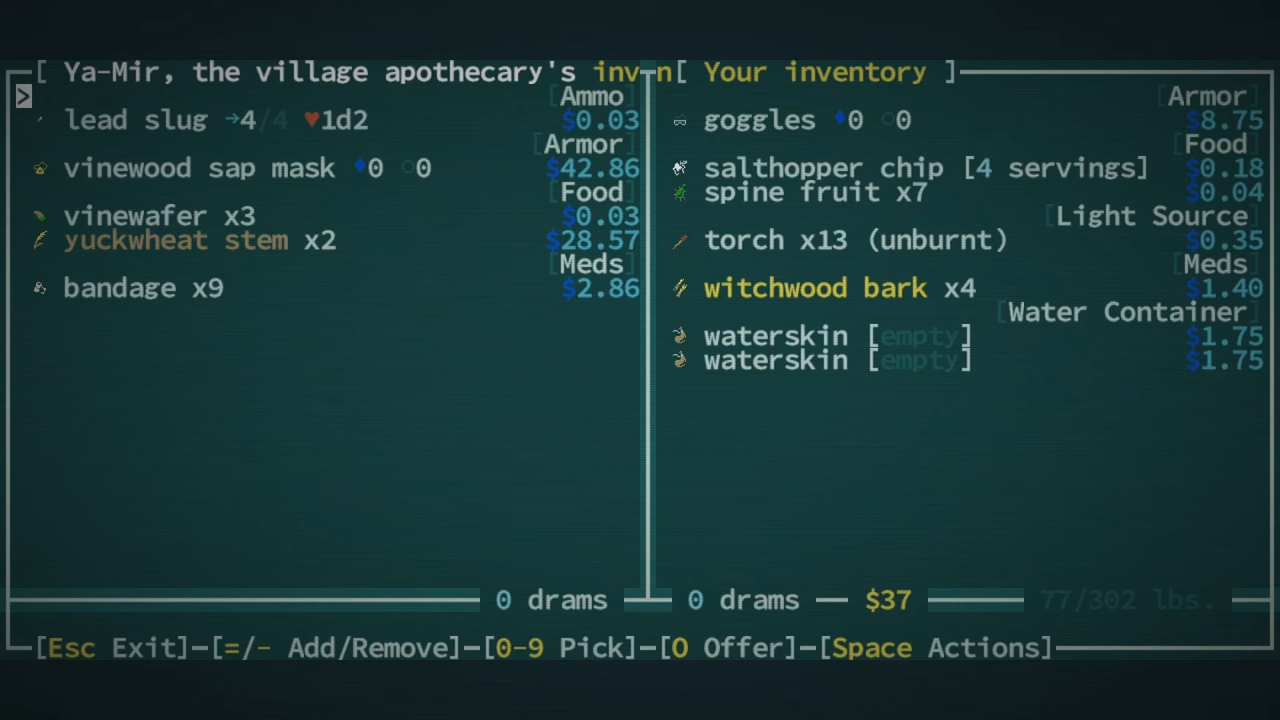 [ Ya-Mir, the village apothecary's inv
> [Ammo]
lead slug →4/4 ♥1d2 $0.03
[Armor]
vinewood sap mask ♦0 ○0 $42.86
[Food]
vinewafer x3 $0.03
yuckwheat stem x2 $28.57
[Meds]
bandage x9 $2.86
0 drams
n[ Your inventory ]
[Armor]
goggles ♦0 ○0 $8.75
[Food]
salthopper chip [4 servings] $0.18
spine fruit x7 $0.04
[Light Source]
torch x13 (unburnt) $0.35
[Meds]
witchwood bark x4 $1.40
[Water Container]
waterskin [empty] $1.75
waterskin [empty] $1.75
0 drams — $37 77/302 lbs.
[Esc Exit]—[=/- Add/Remove]—[0-9 Pick]—[O Offer]—[Space Actions]